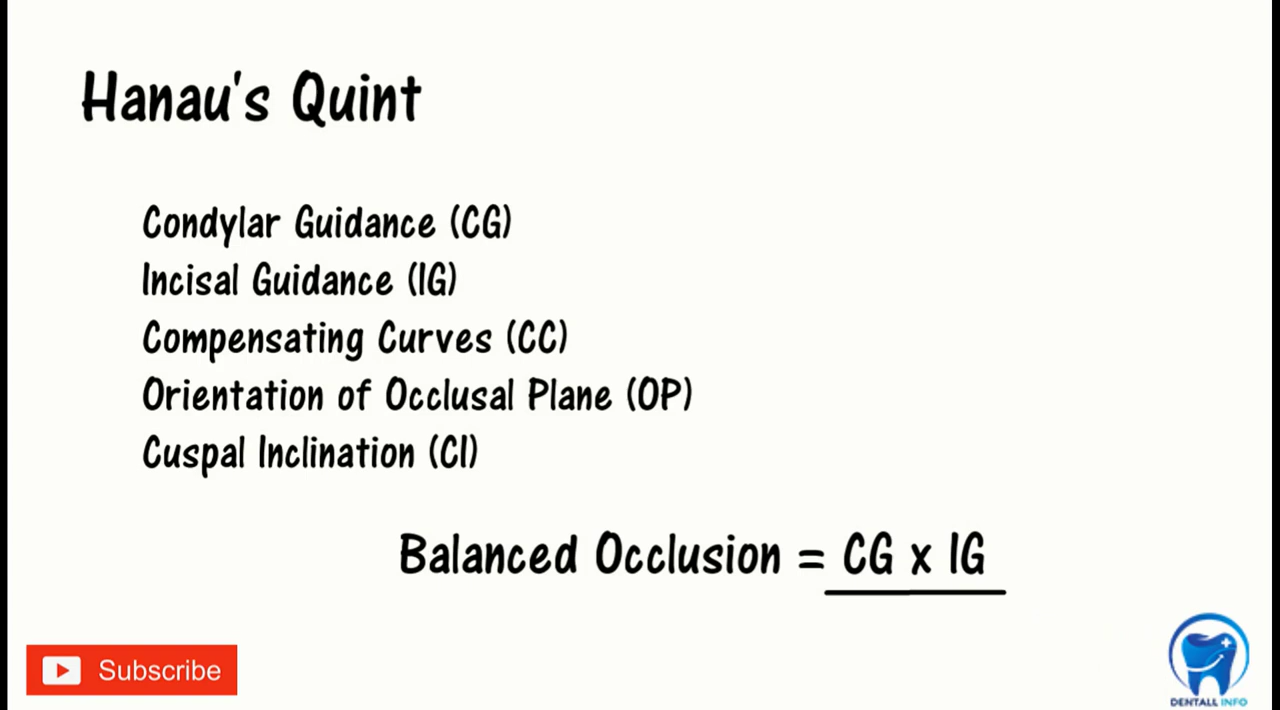 Hanau's Quint
Condylar Guidance (CG)
Incisal Guidance (IG)
Compensating Curves (CC)
Orientation of Occlusal Plane (OP)
Cuspal Inclination (CI)
Balanced Occlusion = CG x IG
Subscribe
DENTALL INFO